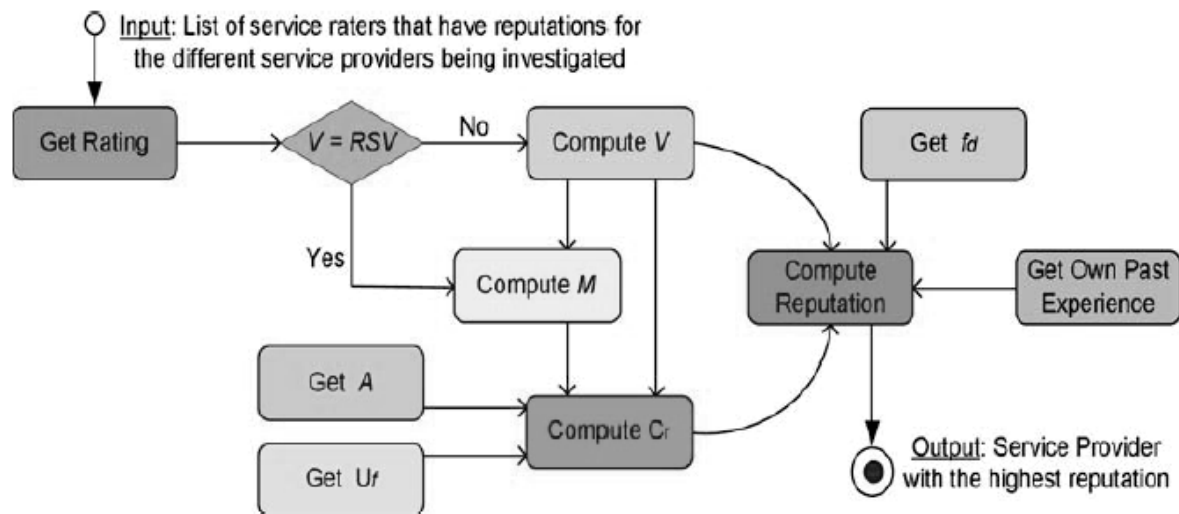 Input: List of service raters that have reputations for
the different service providers being investigated
Get Rating
V = RSV
No
Compute V
Get fd
Yes
Compute M
Compute
Reputation
Get Own Past
Experience
Get A
Compute Cr
Get Uf
Output: Service Provider
with the highest reputation